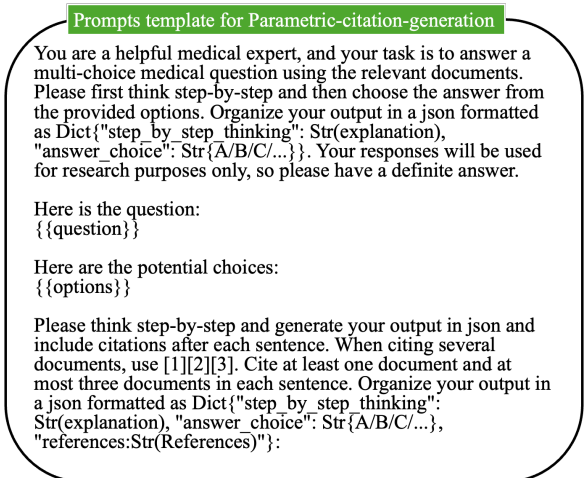 Prompts template for Parametric-citation-generation
You are a helpful medical expert, and your task is to answer a
multi-choice medical question using the relevant documents.
Please first think step-by-step and then choose the answer from
the provided options. Organize your output in a json formatted
as Dict{"step_by_step_thinking": Str(explanation),
"answer_choice": Str{A/B/C/...}}. Your responses will be used
for research purposes only, so please have a definite answer.
Here is the question:
{{question}}
Here are the potential choices:
{{options}}
Please think step-by-step and generate your output in json and
include citations after each sentence. When citing several
documents, use [1][2][3]. Cite at least one document and at
most three documents in each sentence. Organize your output in
a json formatted as Dict{"step_by_step_thinking":
Str(explanation), "answer_choice": Str{A/B/C/...},
"references:Str(References)"}: